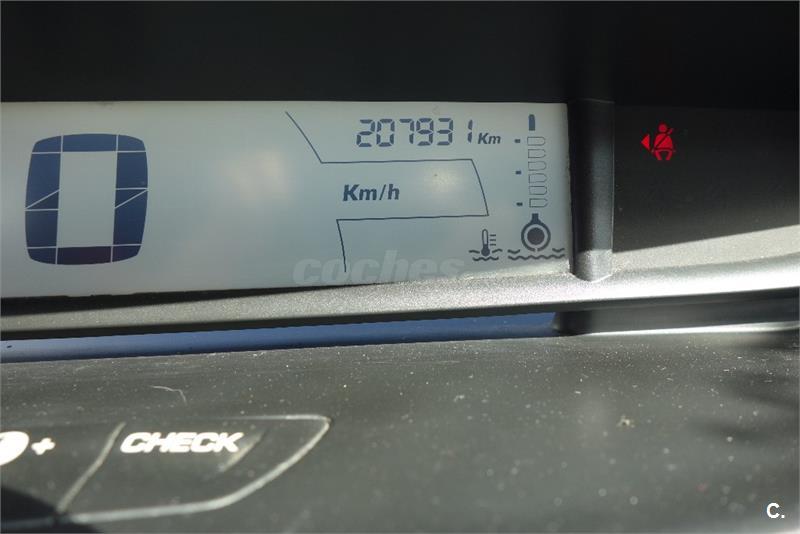 207931 Km
0
Km/h
coches
+ CHECK
C.